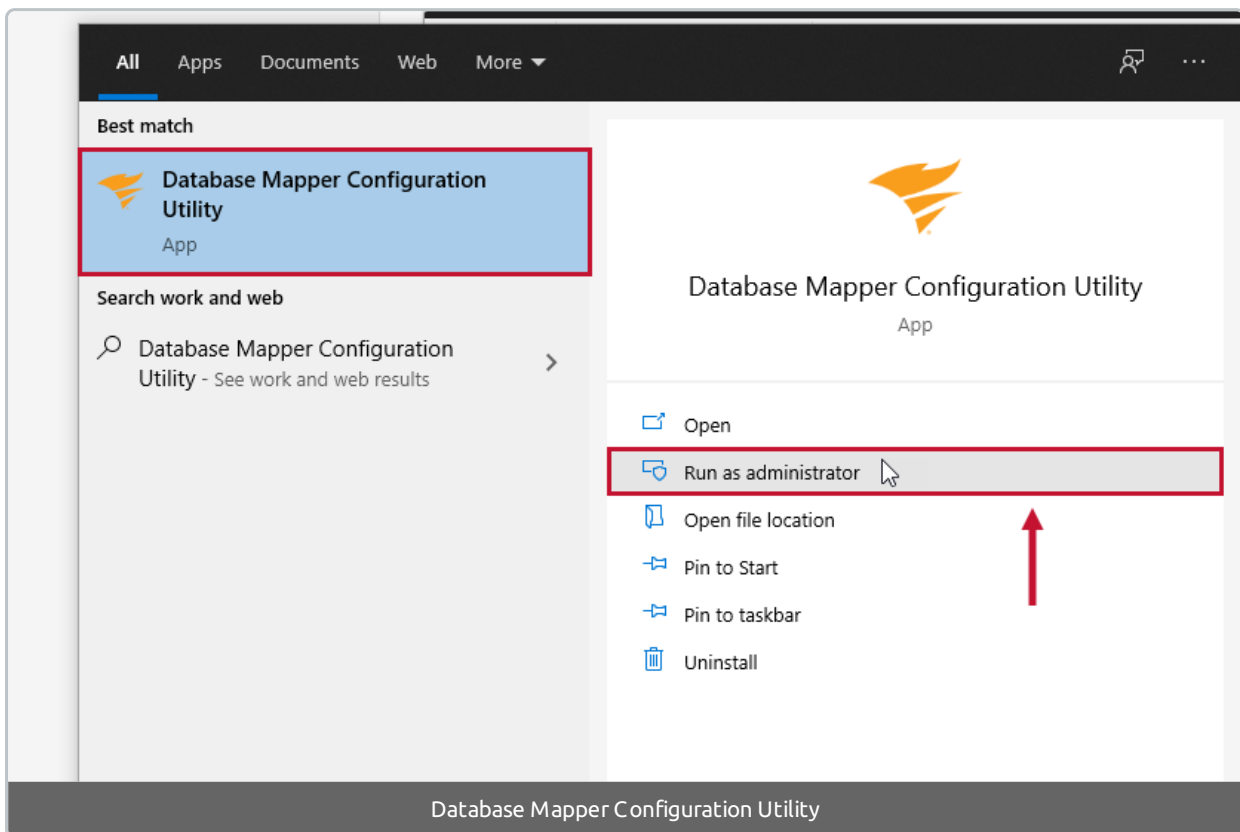 All Apps Documents Web More
Best match
Database Mapper Configuration
Utility
App
Search work and web
Database Mapper Configuration
Utility - See work and web results
Database Mapper Configuration Utility
App
Open
Run as administrator
Open file location
Pin to Start
Pin to taskbar
Uninstall
Database Mapper Configuration Utility